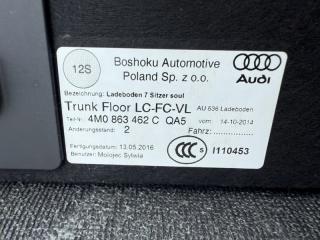 12S
Boshoku Automotive
Poland Sp. z o.o.
Audi
Bezeichnung: Ladeboden 7 Sitzer soul
Trunk Floor LC-FC-VL AU 636 Ladeboden
Teil-Nr: 4M0 863 462 C QA5 vom: 14-10-2014
Änderungsstand: 2 Fahrz:
Fertigungsdatum: 13.05.2016
Benutzer: Molojec Sylwia
CCC S I110453